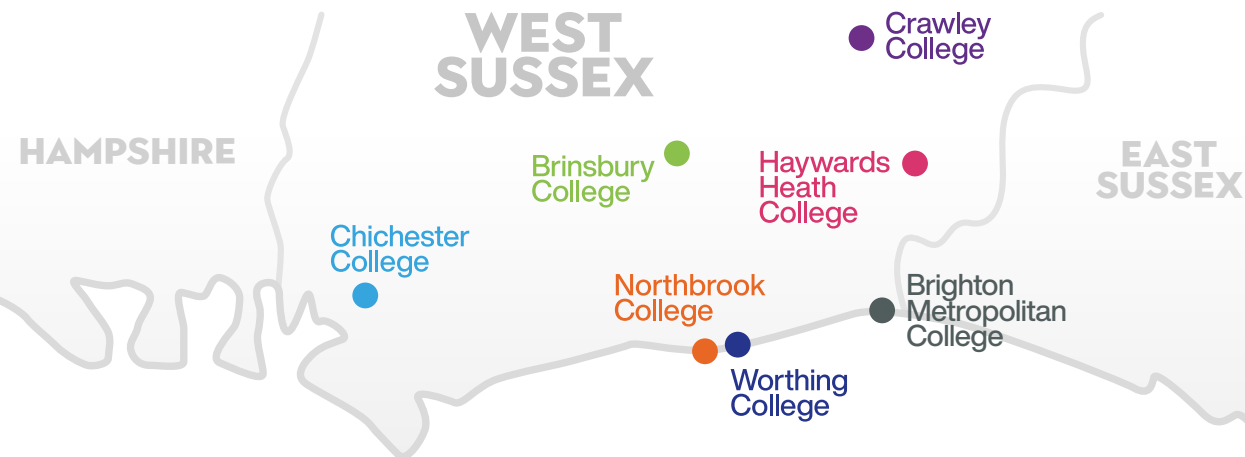 WEST
SUSSEX
Crawley
College
HAMPSHIRE
Brinsbury
College
Haywards
Heath
College
EAST
SUSSEX
Chichester
College
Northbrook
College
Brighton
Metropolitan
College
Worthing
College